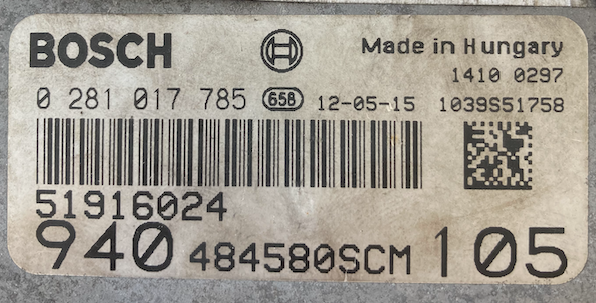 BOSCH Made in Hungary
1410 0297
0 281 017 785 658 12-05-15 1039S51758
51916024
940 484580SCM 105